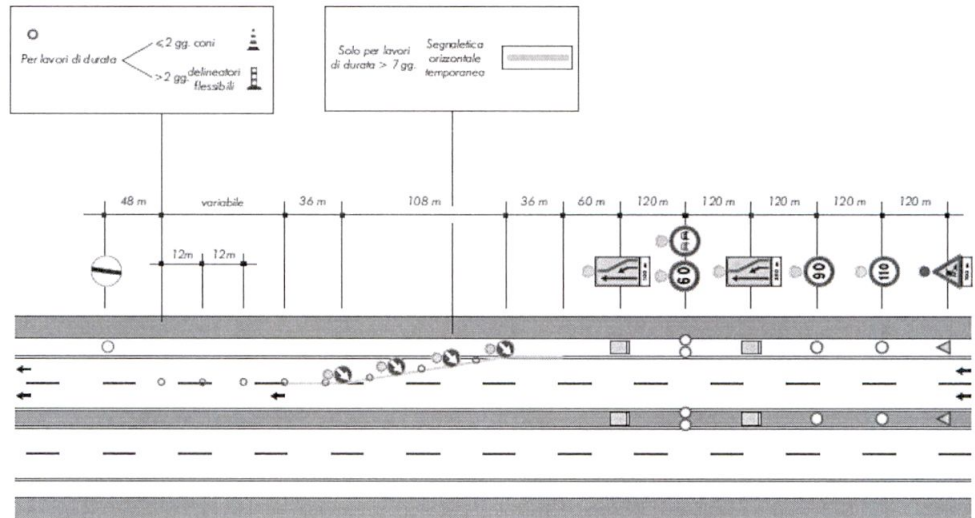 Per lavori di durata
≤2 gg. coni
>2 gg. delineatori
flessibili
Solo per lavori
di durata > 7 gg.
Segnaletica
orizzontale
temporanea
48 m
variabile
36 m
108 m
36 m
60 m
120 m
120 m
120 m
120 m
120 m
12m
12m
60
90
110